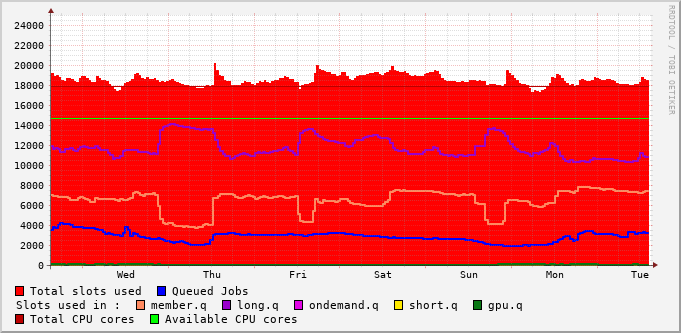 24000
22000
20000
18000
16000
14000
12000
10000
8000
6000
4000
2000
0
Wed Thu Fri Sat Sun Mon Tue
Total slots used Queued Jobs
Slots used in : member.q long.q ondemand.q short.q gpu.q
Total CPU cores Available CPU cores
RRDTOOL / TOBI OETIKER